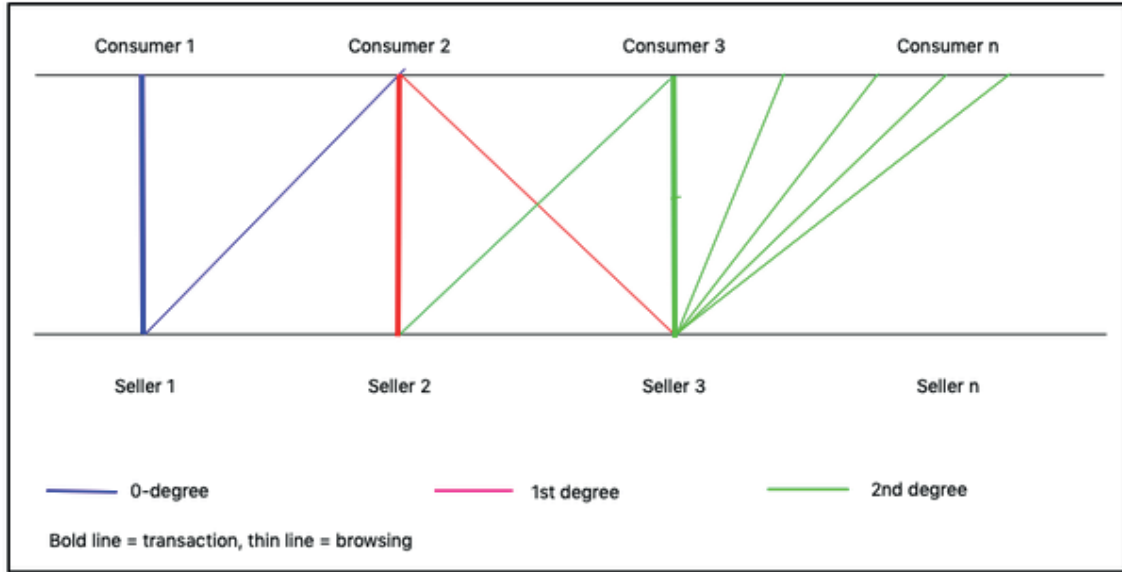 Consumer 1 Consumer 2 Consumer 3 Consumer n
Seller 1 Seller 2 Seller 3 Seller n
0-degree 1st degree 2nd degree
Bold line = transaction, thin line = browsing